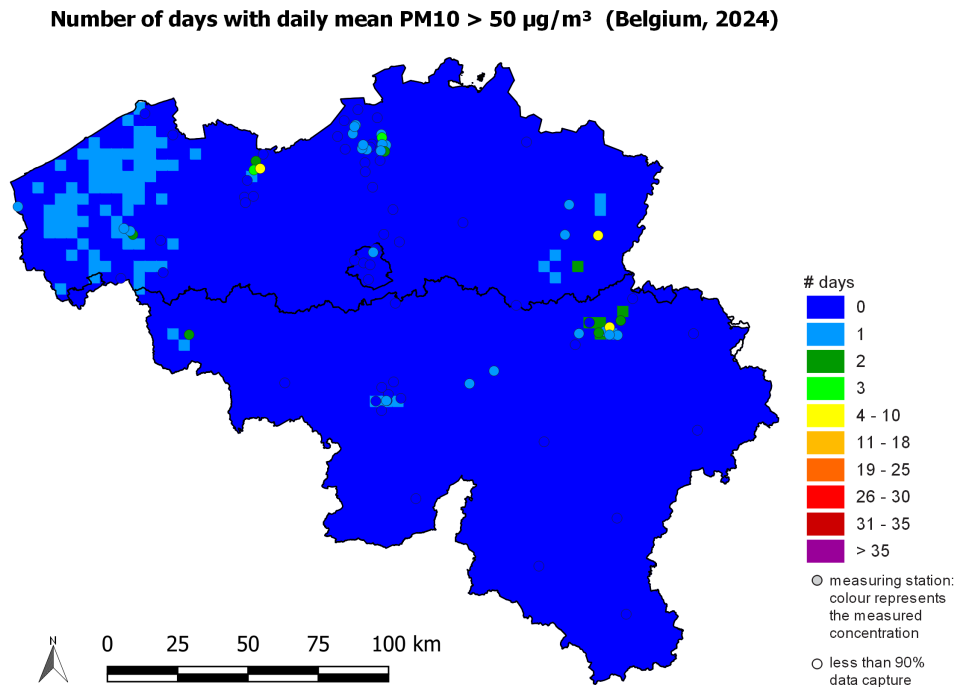 Number of days with daily mean PM10 > 50 µg/m³ (Belgium, 2024)
# days
0
1
2
3
4 - 10
11 - 18
19 - 25
26 - 30
31 - 35
> 35
measuring station:
colour represents
the measured
concentration
less than 90%
data capture
N
0 25 50 75 100 km